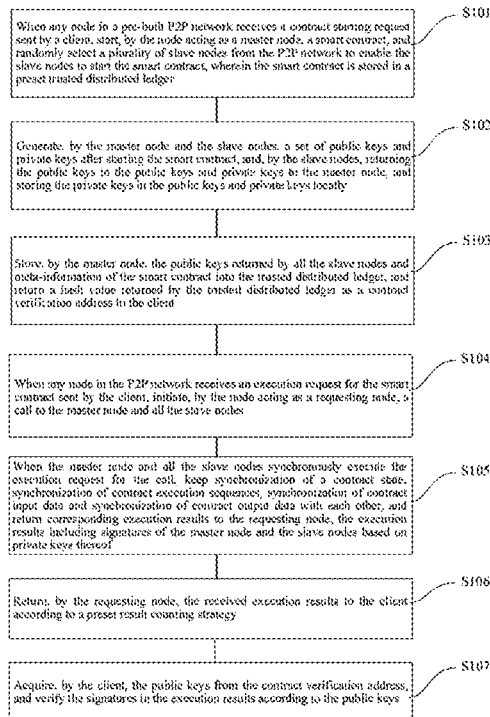 S101
When any node in a pre-built P2P network receives a contract starting request
sent by a client, start, by the node acting as a master node, a smart contract, and
randomly select a plurality of slave nodes from the P2P network to enable the
slave nodes to start the smart contract, wherein the smart contract is stored in a
preset trusted distributed ledger
S102
Generate, by the master node and the slave nodes, a set of public keys and
private keys after starting the smart contract, and, by the slave nodes, returning
the public keys in the public keys and private keys to the master node, and
storing the private keys in the public keys and private keys locally
S103
Store, by the master node, the public keys returned by all the slave nodes and
meta-information of the smart contract into the trusted distributed ledger, and
return a hash value returned by the trusted distributed ledger as a contract
verification address to the client
S104
When any node in the P2P network receives an execution request for the smart
contract sent by the client, initiate, by the node acting as a requesting node, a
call to the master node and all the slave nodes
S105
When the master node and all the slave nodes synchronously execute the
execution request for the call, keep synchronization of a contract state,
synchronization of contract execution sequences, synchronization of contract
input data and synchronization of contract output data with each other, and
return corresponding execution results to the requesting node, the execution
results including signatures of the master node and the slave nodes based on
private keys thereof
S106
Return, by the requesting node, the received execution results to the client
according to a preset result counting strategy
S107
Acquire, by the client, the public keys from the contract verification address,
and verify the signatures in the execution results according to the public keys